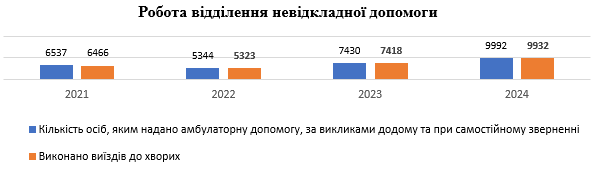 Робота відділення невідкладної допомоги
6537 6466 5344 5323 7430 7418 9992 9932
2021 2022 2023 2024
Кількість осіб, яким надано амбулаторну допомогу, за викликами додому та при самостійному зверненні
Виконано виїздів до хворих